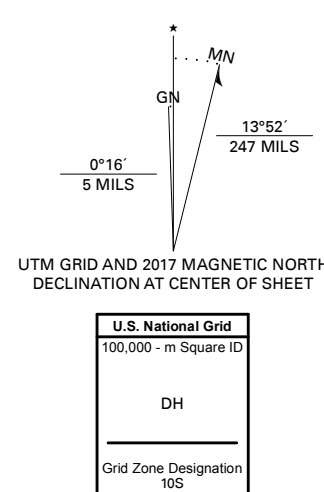 ★
MN
GN
13°52´
247 MILS
0°16´
5 MILS
UTM GRID AND 2017 MAGNETIC NORTH
DECLINATION AT CENTER OF SHEET
U.S. National Grid
100,000 - m Square ID
DH
Grid Zone Designation
10S